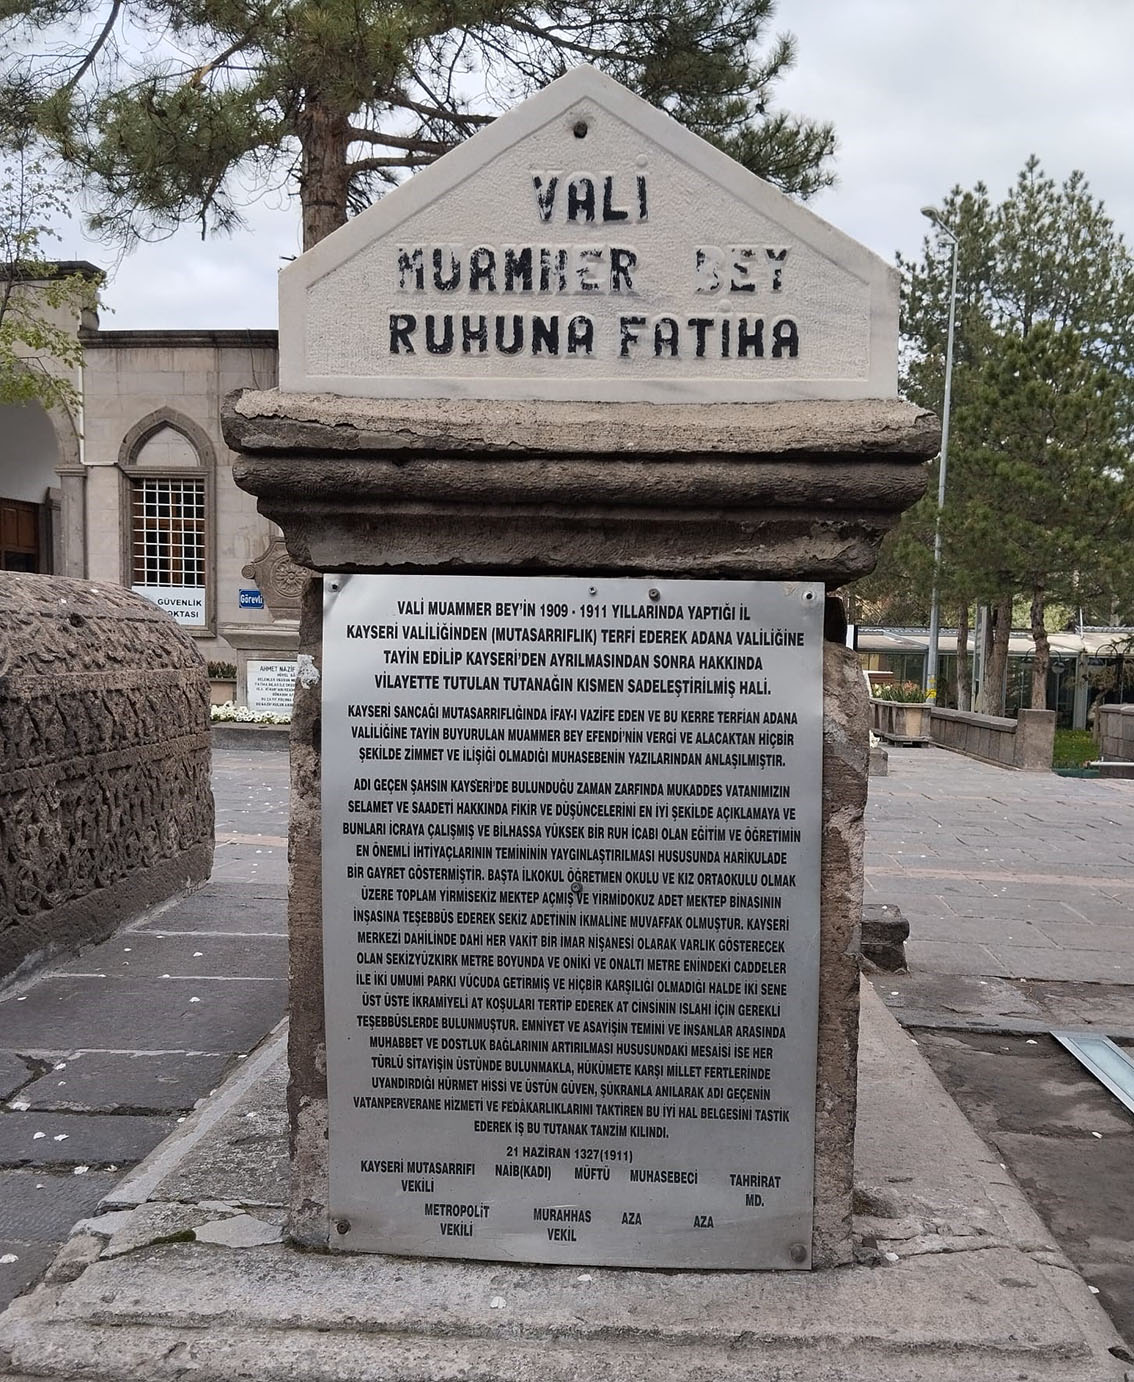 VALİ
MUAMMER BEY
RUHUNA FATİHA
VALİ MUAMMER BEY'İN 1909 - 1911 YILLARINDA YAPTIĞI İL
KAYSERİ VALİLİĞİNDEN (MUTASARRIFLIK) TERFİ EDEREK ADANA VALİLİĞİNE
TAYİN EDİLİP KAYSERİ'DEN AYRILMASINDAN SONRA HAKKINDA
VİLAYETTE TUTULAN TUTANAĞIN KISMEN SADELEŞTİRİLMİŞ HALİ.
KAYSERİ SANCAĞI MUTASARRIFLIĞINDA İFAY-I VAZİFE EDEN VE BU KERRE TERFİAN ADANA
VALİLİĞİNE TAYİN BUYURULAN MUAMMER BEY EFENDİ'NİN VERGİ VE ALACAKTAN HİÇBİR
ŞEKİLDE ZİMMET VE İLİŞİĞİ OLMADIĞI MUHASEBENİN YAZILARINDAN ANLAŞILMIŞTIR.
ADI GEÇEN ŞAHSIN KAYSERİ'DE BULUNDUĞU ZAMAN ZARFINDA MUKADDES VATANIMIZIN
SELAMET VE SAADETİ HAKKINDA FİKİR VE DÜŞÜNCELERİNİ EN İYİ ŞEKİLDE AÇIKLAMAYA VE
BUNLARI İCRAYA ÇALIŞMIŞ VE BİLHASSA YÜKSEK BİR RUH İCABI OLAN EĞİTİM VE ÖĞRETİMİN
EN ÖNEMLİ İHTİYAÇLARININ TEMİNİNİN YAYGINLAŞTIRILMASI HUSUSUNDA HARİKULADE
BİR GAYRET GÖSTERMİŞTİR. BAŞTA İLKOKUL ÖĞRETMEN OKULU VE KIZ ORTAOKULU OLMAK
ÜZERE TOPLAM YİRMİSEKİZ MEKTEP AÇMIŞ VE YİRMİDOKUZ ADET MEKTEP BİNASININ
İNŞASINA TEŞEBBÜS EDEREK SEKİZ ADETİNİN İKMALİNE MUVAFFAK OLMUŞTUR. KAYSERİ
MERKEZİ DAHİLİNDE DAHİ HER VAKİT BİR İMAR NİŞANESİ OLARAK VARLIK GÖSTERECEK
OLAN SEKİZYÜZKIRK METRE BOYUNDA VE ONİKİ VE ONALTI METRE ENİNDEKİ CADDELER
İLE İKİ UMUMİ PARKI VÜCUDA GETİRMİŞ VE HİÇBİR KARŞILIĞI OLMADIĞI HALDE İKİ SENE
ÜST ÜSTE İKRAMİYELİ AT KOŞULARI TERTİP EDEREK AT CİNSİNİN ISLAHI İÇİN GEREKLİ
TEŞEBBÜSLERDE BULUNMUŞTUR. EMNİYET VE ASAYİŞİN TEMİNİ VE İNSANLAR ARASINDA
MUHABBET VE DOSTLUK BAĞLARININ ARTIRILMASI HUSUSUNDAKİ MESAİSİ İSE HER
TÜRLÜ SİTAYİŞİN ÜSTÜNDE BULUNMAKLA, HÜKÜMETE KARŞI MİLLET FERTLERİNDE
UYANDIRDIĞI HÜRMET HİSSİ VE ÜSTÜN GÜVEN, ŞÜKRANLA ANILARAK ADI GEÇENİN
VATANPERVERANE HİZMETİ VE FEDAKARLIKLARINI TAKTİREN BU İYİ HAL BELGESİNİ TASTİK
EDEREK İŞ BU TUTANAK TANZİM KILINDI.
21 HAZİRAN 1327(1911)
KAYSERİ MUTASARRIFI NAİB(KADI) MÜFTÜ MUHASEBECİ TAHRİRAT
VEKİLİ MD.
METROPOLİT MURAHHAS AZA AZA
VEKİLİ VEKİL
GÜVENLİK
NOKTASI
Görevli
AHMET NAZİF